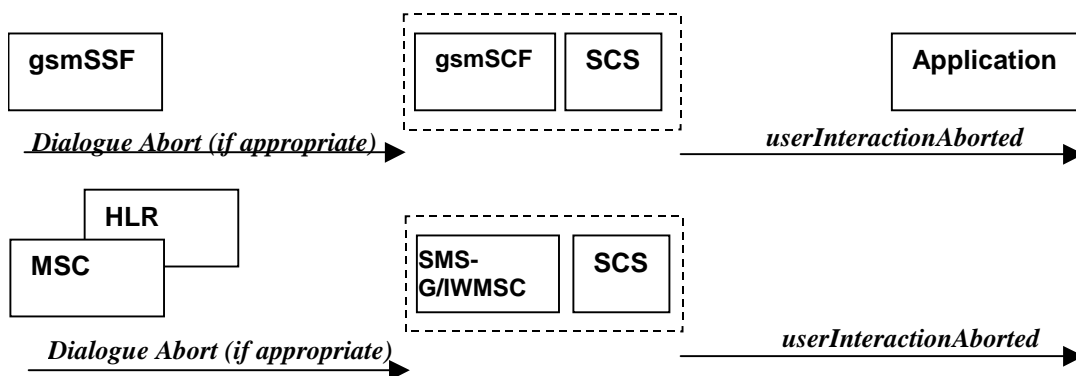 gsmSSF
gsmSCF
SCS
Application
Dialogue Abort (if appropriate)
userInteractionAborted
HLR
MSC
SMS-
G/IWMSC
SCS
Dialogue Abort (if appropriate)
userInteractionAborted